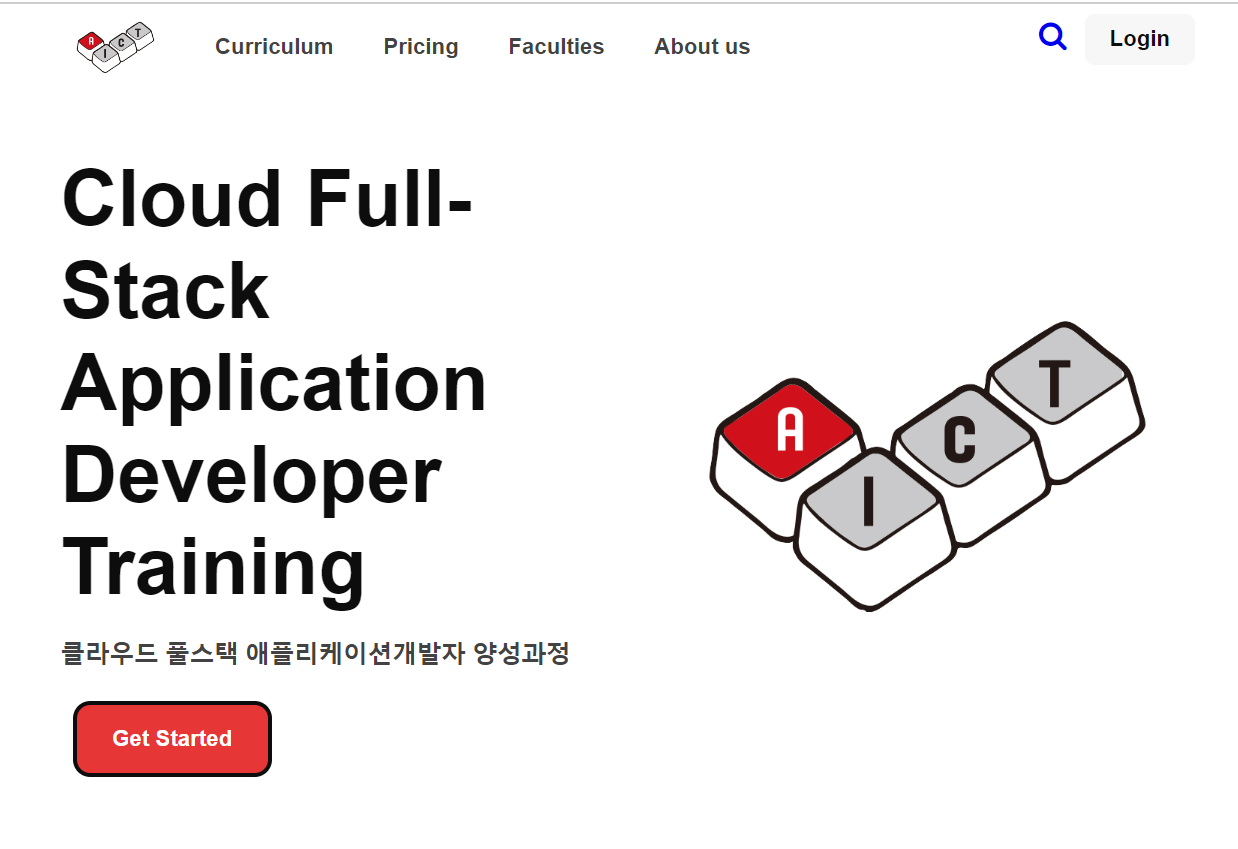 A I C T
Curriculum Pricing Faculties About us Login
Cloud Full-
Stack
Application
Developer
Training
클라우드 풀스택 애플리케이션개발자 양성과정
Get Started
A I C T